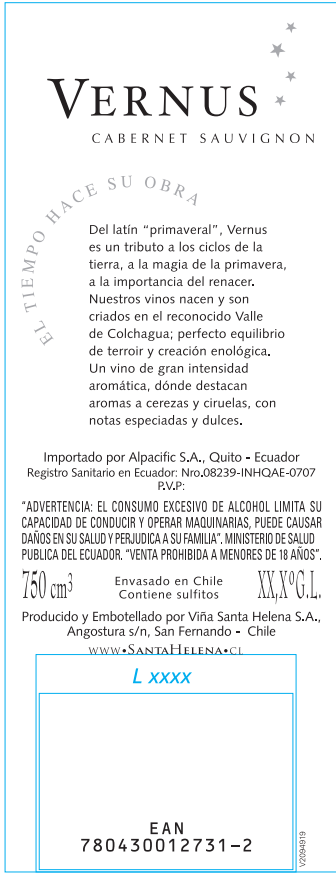 VERNUS
CABERNET SAUVIGNON
EL TIEMPO HACE SU OBRA
Del latín “primaveral”, Vernus
es un tributo a los ciclos de la
tierra, a la magia de la primavera,
a la importancia del renacer.
Nuestros vinos nacen y son
criados en el reconocido Valle
de Colchagua; perfecto equilibrio
de terroir y creación enológica.
Un vino de gran intensidad
aromática, dónde destacan
aromas a cerezas y ciruelas, con
notas especiadas y dulces.
Importado por Alpacific S.A., Quito - Ecuador
Registro Sanitario en Ecuador: Nro.08239-INHQAE-0707
P.V.P:
“ADVERTENCIA: EL CONSUMO EXCESIVO DE ALCOHOL LIMITA SU
CAPACIDAD DE CONDUCIR Y OPERAR MAQUINARIAS, PUEDE CAUSAR
DAÑOS EN SU SALUD Y PERJUDICA A SU FAMILIA”. MINISTERIO DE SALUD
PUBLICA DEL ECUADOR. “VENTA PROHIBIDA A MENORES DE 18 AÑOS”.
750 cm³ Envasado en Chile XX,XºG.L.
Contiene sulfitos
Producido y Embotellado por Viña Santa Helena S.A.,
Angostura s/n, San Fernando - Chile
WWW•SANTAHELENA•CL
L xxxx
EAN
780430012731-2
V2094919